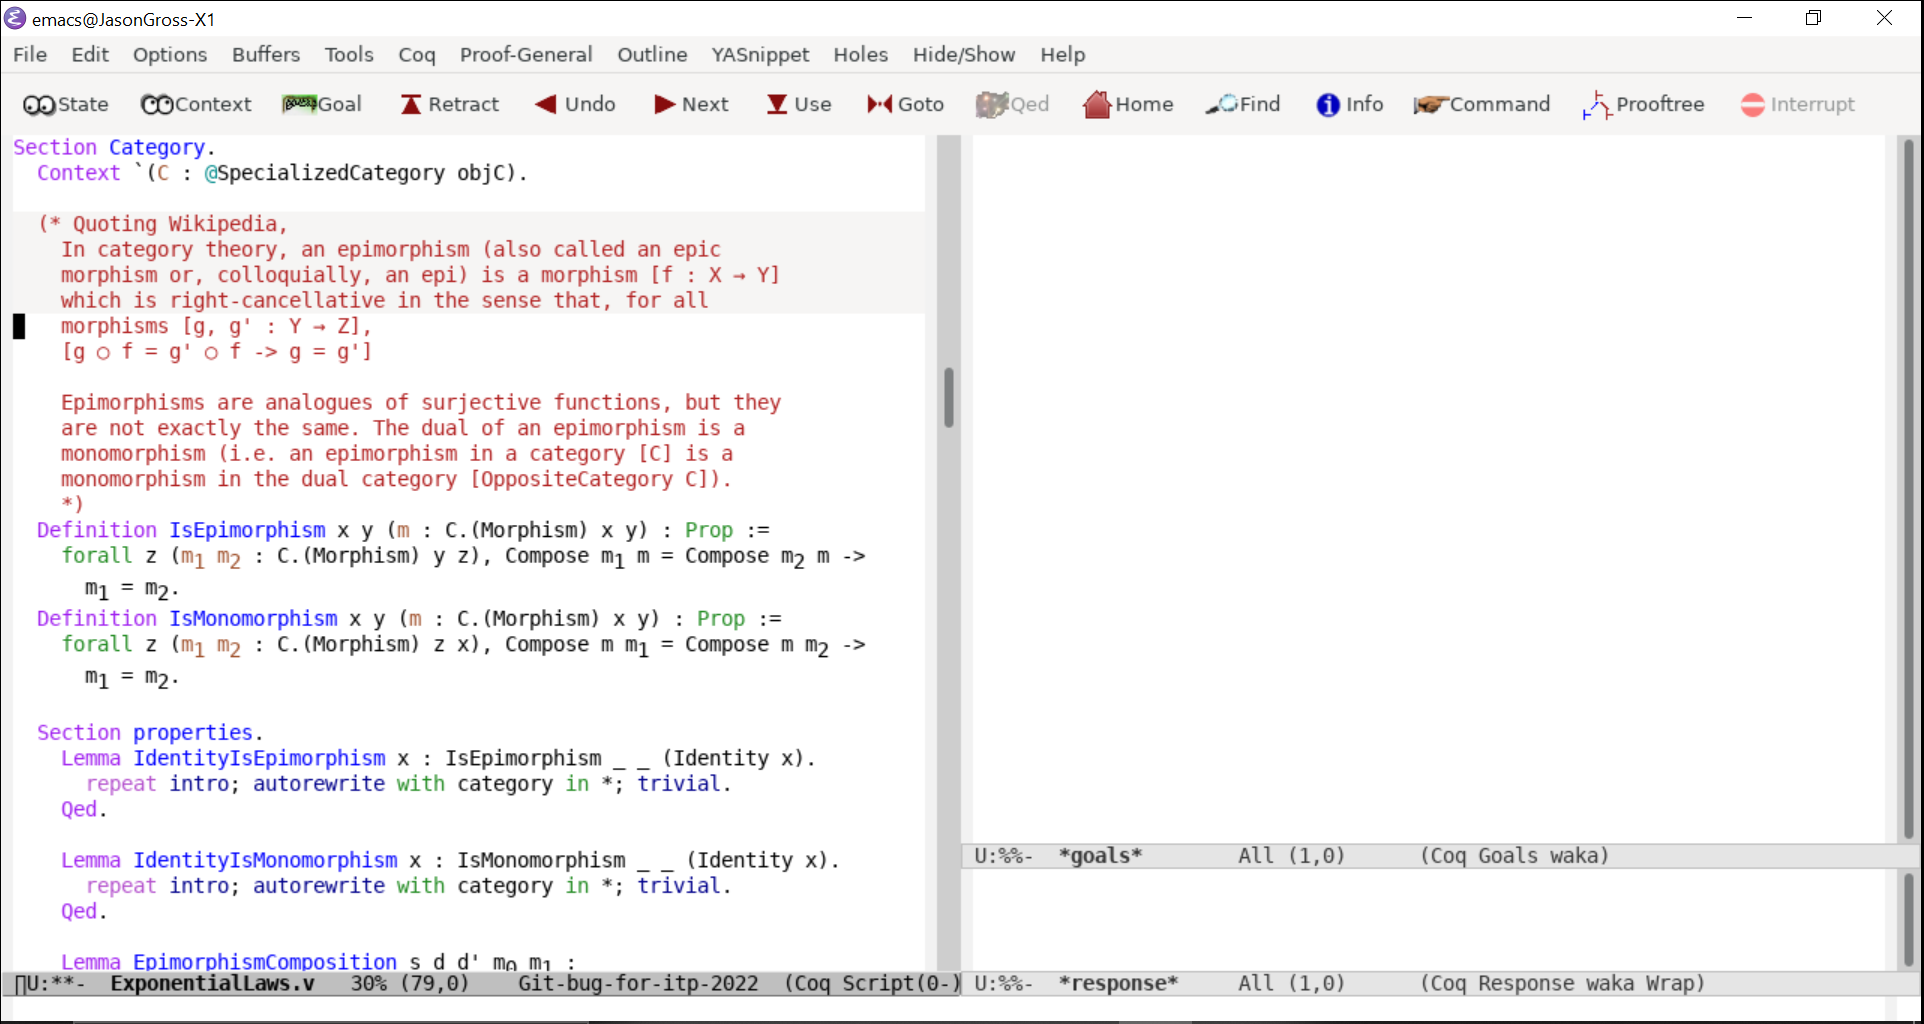 emacs@JasonGross-X1
File Edit Options Buffers Tools Coq Proof-General Outline YASnippet Holes Hide/Show Help
State Context Goal Retract Undo Next Use Goto Qed Home Find Info Command Prooftree Interrupt
Section Category.
  Context `(C : @SpecializedCategory objC).
  (* Quoting Wikipedia,
    In category theory, an epimorphism (also called an epic
    morphism or, colloquially, an epi) is a morphism [f : X → Y]
    which is right-cancellative in the sense that, for all
    morphisms [g, g' : Y → Z],
    [g ○ f = g' ○ f -> g = g']
    Epimorphisms are analogues of surjective functions, but they
    are not exactly the same. The dual of an epimorphism is a
    monomorphism (i.e. an epimorphism in a category [C] is a
    monomorphism in the dual category [OppositeCategory C]).
    *)
  Definition IsEpimorphism x y (m : C.(Morphism) x y) : Prop :=
    forall z (m₁ m₂ : C.(Morphism) y z), Compose m₁ m = Compose m₂ m ->
      m₁ = m₂.
  Definition IsMonomorphism x y (m : C.(Morphism) x y) : Prop :=
    forall z (m₁ m₂ : C.(Morphism) z x), Compose m m₁ = Compose m m₂ ->
      m₁ = m₂.
  Section properties.
    Lemma IdentityIsEpimorphism x : IsEpimorphism _ _ (Identity x).
      repeat intro; autorewrite with category in *; trivial.
    Qed.
    Lemma IdentityIsMonomorphism x : IsMonomorphism _ _ (Identity x).
      repeat intro; autorewrite with category in *; trivial.
    Qed.
    Lemma EpimorphismComposition s d d' m₀ m₁ :
U:**-  ExponentialLaws.v   30% (79,0)    Git-bug-for-itp-2022  (Coq Script(0-)
U:%%-  *goals*        All (1,0)      (Coq Goals waka)
U:%%-  *response*     All (1,0)      (Coq Response waka Wrap)